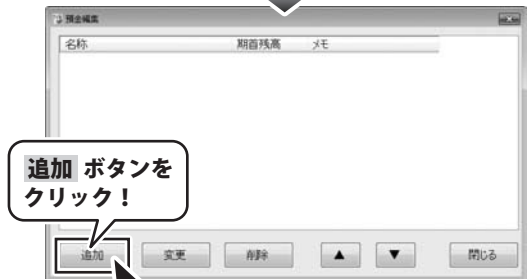 預金編集
名称 期首残高 メモ
追加 ボタンを
クリック！
追加 変更 削除 ▲ ▼ 閉じる